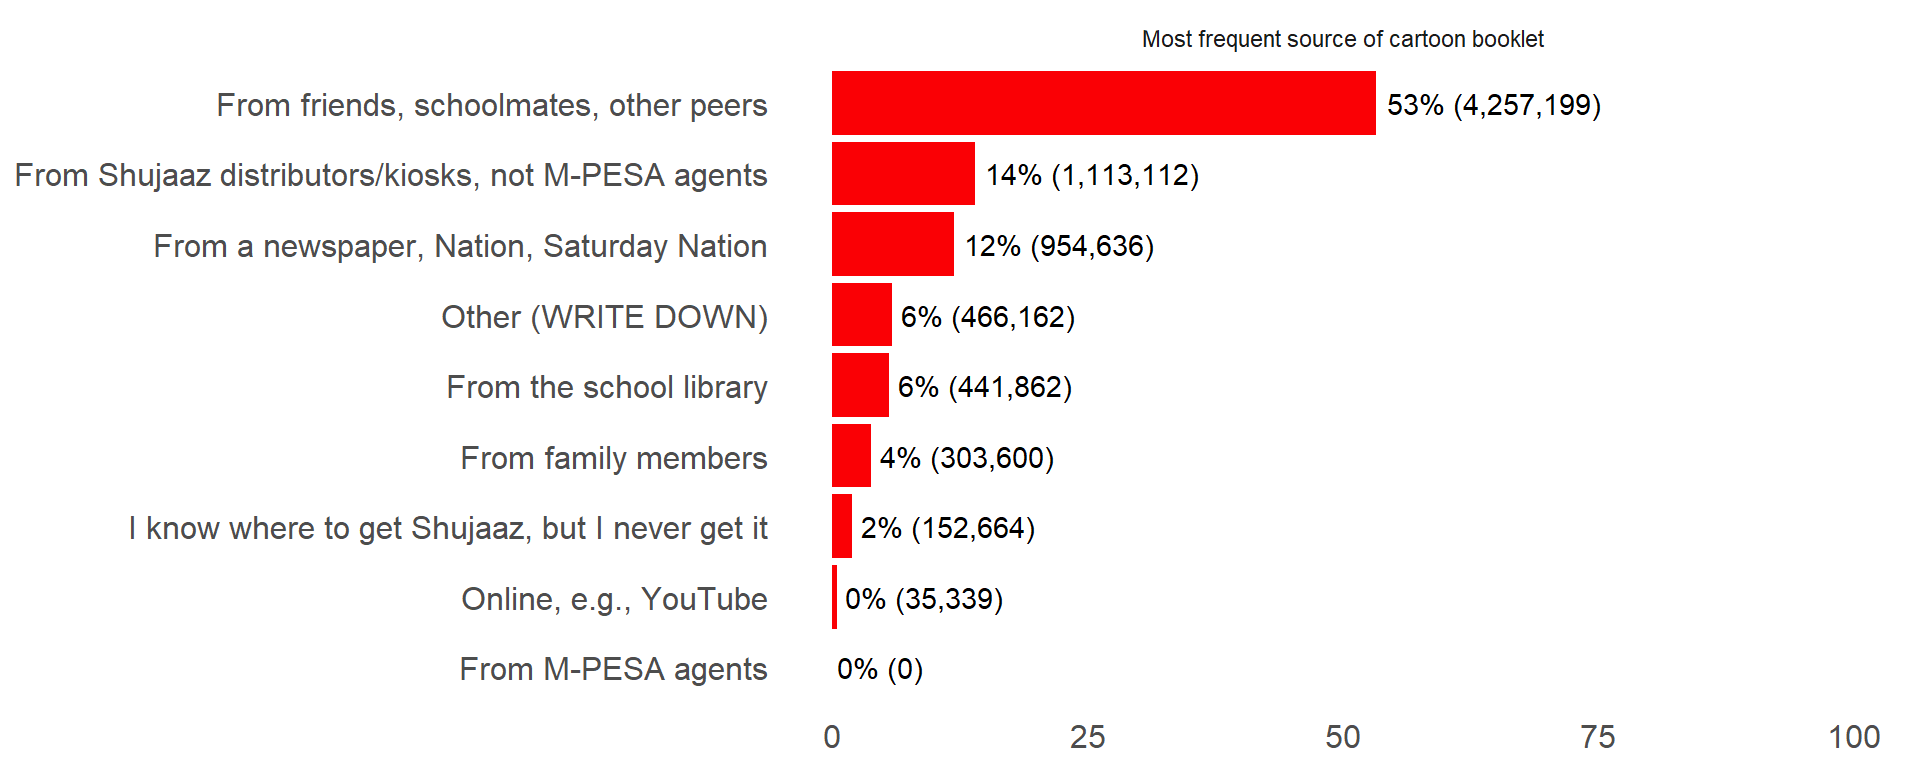 Most frequent source of cartoon booklet
From friends, schoolmates, other peers 53% (4,257,199)
From Shujaaz distributors/kiosks, not M-PESA agents 14% (1,113,112)
From a newspaper, Nation, Saturday Nation 12% (954,636)
Other (WRITE DOWN) 6% (466,162)
From the school library 6% (441,862)
From family members 4% (303,600)
I know where to get Shujaaz, but I never get it 2% (152,664)
Online, e.g., YouTube 0% (35,339)
From M-PESA agents 0% (0)
0 25 50 75 100